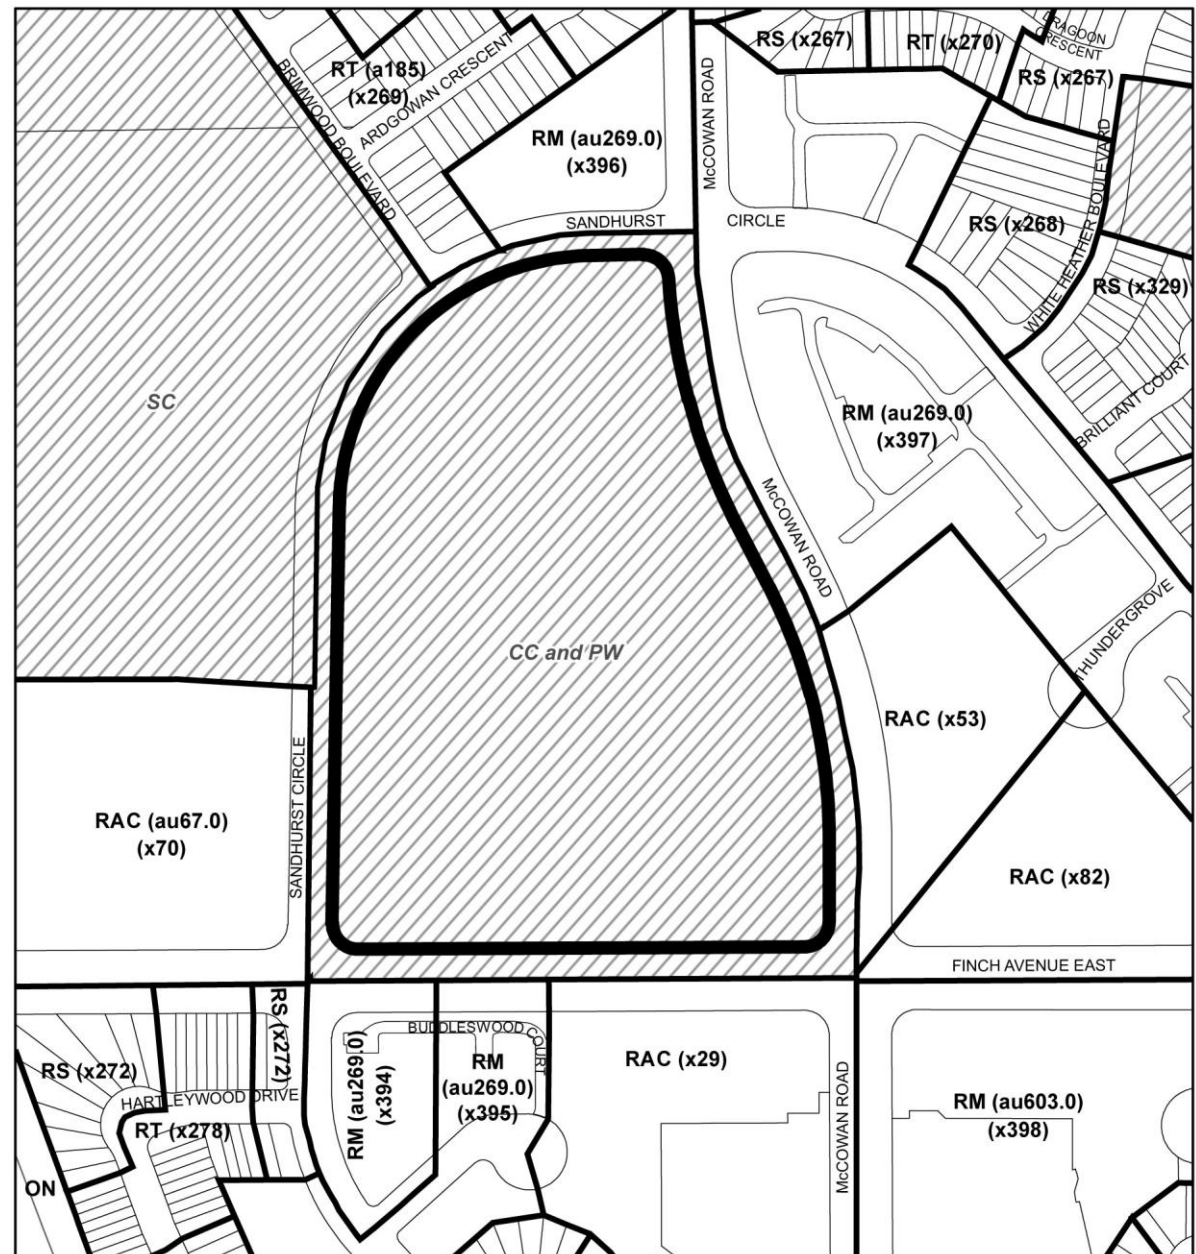 DRAGOON
CRESCENT
RS (x267)
RT (x270)
RS (x267)
BRIMWOOD BOULEVARD
RT (a185)
(x269)
ARDGOWAN CRESCENT
McCOWAN ROAD
RM (au269.0)
(x396)
WHITE HEATHER BOULEVARD
SANDHURST
CIRCLE
RS (x268)
RS (x329)
SC
BRILLIANT COURT
RM (au269.0)
(x397)
McCOWAN ROAD
THUNDER GROVE
CC and PW
RAC (x53)
SANDHURST CIRCLE
RAC (au67.0)
(x70)
RAC (x82)
FINCH AVENUE EAST
RS (x272)
BUDDLESWOOD COURT
RS (x272)
RM (au269.0)
(x394)
RM
(au269.0)
(x395)
RAC (x29)
McCOWAN ROAD
HARTLEYWOOD DRIVE
RT (x278)
RM (au603.0)
(x398)
ON